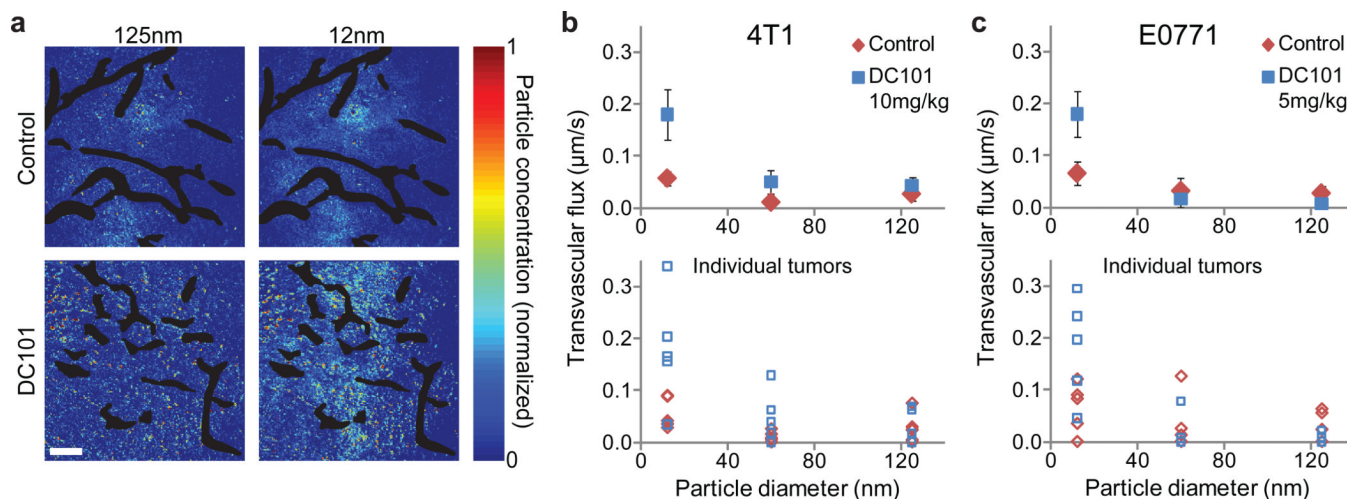 a
125nm
12nm
Control
DC101
1
Particle concentration (normalized)
0
b
4T1
Control
DC101
10mg/kg
Transvascular flux (µm/s)
0.3
0.2
0.1
0.0
0 40 80 120
Individual tumors
0.3
0.2
0.1
0.0
0 40 80 120
Particle diameter (nm)
c
E0771
Control
DC101
5mg/kg
Transvascular flux (µm/s)
0.3
0.2
0.1
0.0
0 40 80 120
Individual tumors
0.3
0.2
0.1
0.0
0 40 80 120
Particle diameter (nm)